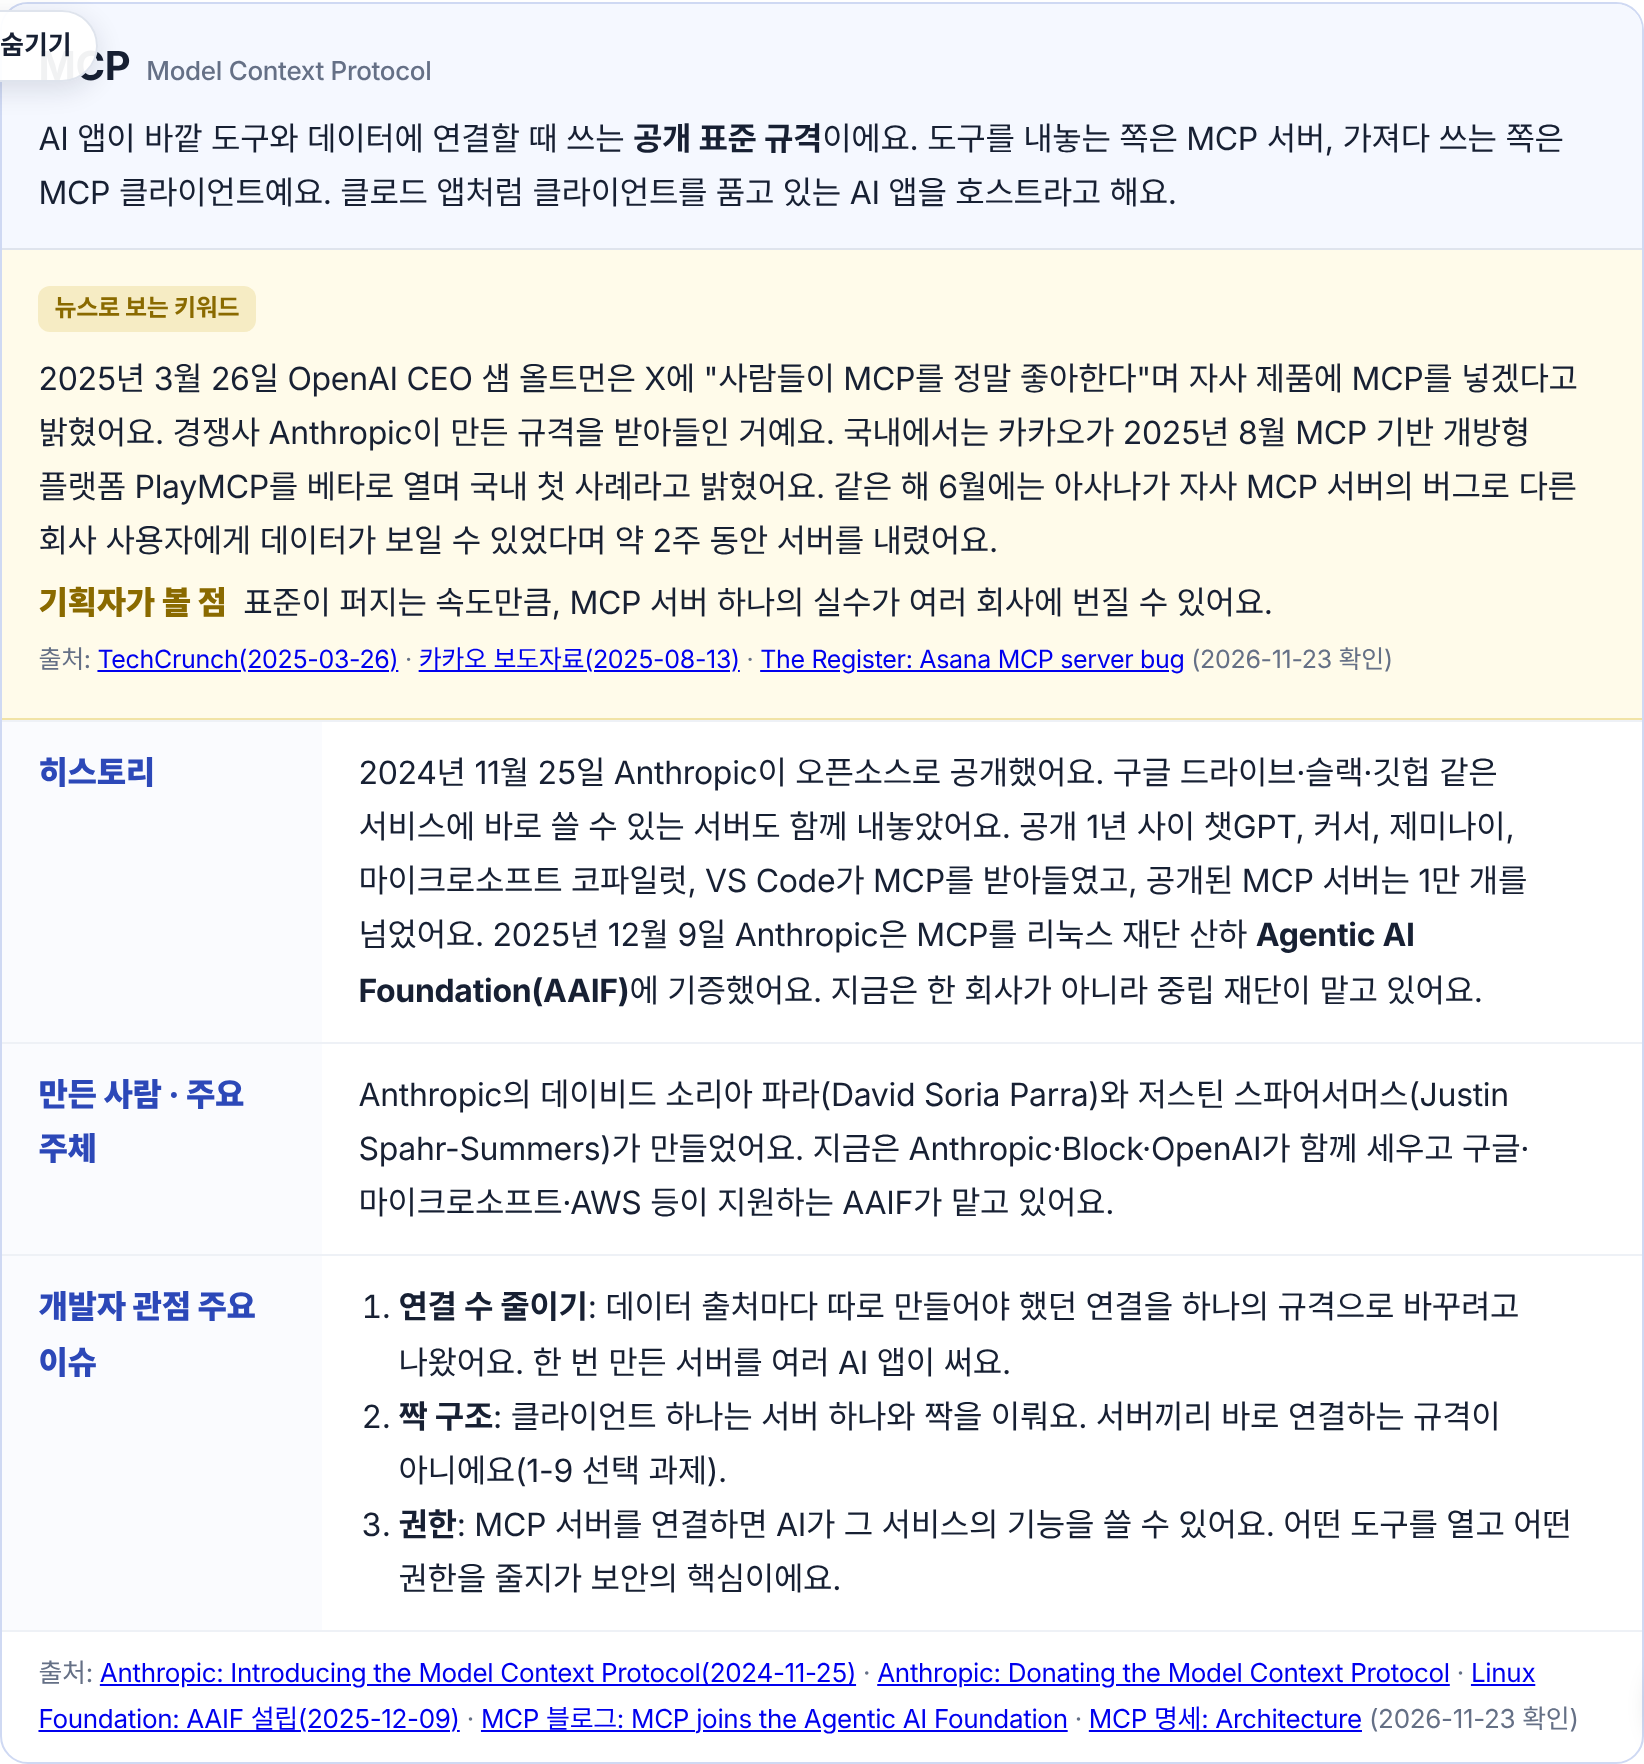 숨기기
MCP Model Context Protocol
AI 앱이 바깥 도구와 데이터에 연결할 때 쓰는 공개 표준 규격이에요. 도구를 내놓는 쪽은 MCP 서버, 가져다 쓰는 쪽은
MCP 클라이언트예요. 클로드 앱처럼 클라이언트를 품고 있는 AI 앱을 호스트라고 해요.
뉴스로 보는 키워드
2025년 3월 26일 OpenAI CEO 샘 올트먼은 X에 "사람들이 MCP를 정말 좋아한다"며 자사 제품에 MCP를 넣겠다고
밝혔어요. 경쟁사 Anthropic이 만든 규격을 받아들인 거예요. 국내에서는 카카오가 2025년 8월 MCP 기반 개방형
플랫폼 PlayMCP를 베타로 열며 국내 첫 사례라고 밝혔어요. 같은 해 6월에는 아사나가 자사 MCP 서버의 버그로 다른
회사 사용자에게 데이터가 보일 수 있었다며 약 2주 동안 서버를 내렸어요.
기획자가 볼 점 표준이 퍼지는 속도만큼, MCP 서버 하나의 실수가 여러 회사에 번질 수 있어요.
출처: TechCrunch(2025-03-26) · 카카오 보도자료(2025-08-13) · The Register: Asana MCP server bug (2026-11-23 확인)
히스토리
2024년 11월 25일 Anthropic이 오픈소스로 공개했어요. 구글 드라이브·슬랙·깃헙 같은
서비스에 바로 쓸 수 있는 서버도 함께 내놓았어요. 공개 1년 사이 챗GPT, 커서, 제미나이,
마이크로소프트 코파일럿, VS Code가 MCP를 받아들였고, 공개된 MCP 서버는 1만 개를
넘었어요. 2025년 12월 9일 Anthropic은 MCP를 리눅스 재단 산하 Agentic AI
Foundation(AAIF)에 기증했어요. 지금은 한 회사가 아니라 중립 재단이 맡고 있어요.
만든 사람 · 주요
주체
Anthropic의 데이비드 소리아 파라(David Soria Parra)와 저스틴 스파어서머스(Justin
Spahr-Summers)가 만들었어요. 지금은 Anthropic·Block·OpenAI가 함께 세우고 구글·
마이크로소프트·AWS 등이 지원하는 AAIF가 맡고 있어요.
개발자 관점 주요
이슈
1. 연결 수 줄이기: 데이터 출처마다 따로 만들어야 했던 연결을 하나의 규격으로 바꾸려고
나왔어요. 한 번 만든 서버를 여러 AI 앱이 써요.
2. 짝 구조: 클라이언트 하나는 서버 하나와 짝을 이뤄요. 서버끼리 바로 연결하는 규격이
아니에요(1-9 선택 과제).
3. 권한: MCP 서버를 연결하면 AI가 그 서비스의 기능을 쓸 수 있어요. 어떤 도구를 열고 어떤
권한을 줄지가 보안의 핵심이에요.
출처: Anthropic: Introducing the Model Context Protocol(2024-11-25) · Anthropic: Donating the Model Context Protocol · Linux
Foundation: AAIF 설립(2025-12-09) · MCP 블로그: MCP joins the Agentic AI Foundation · MCP 명세: Architecture (2026-11-23 확인)